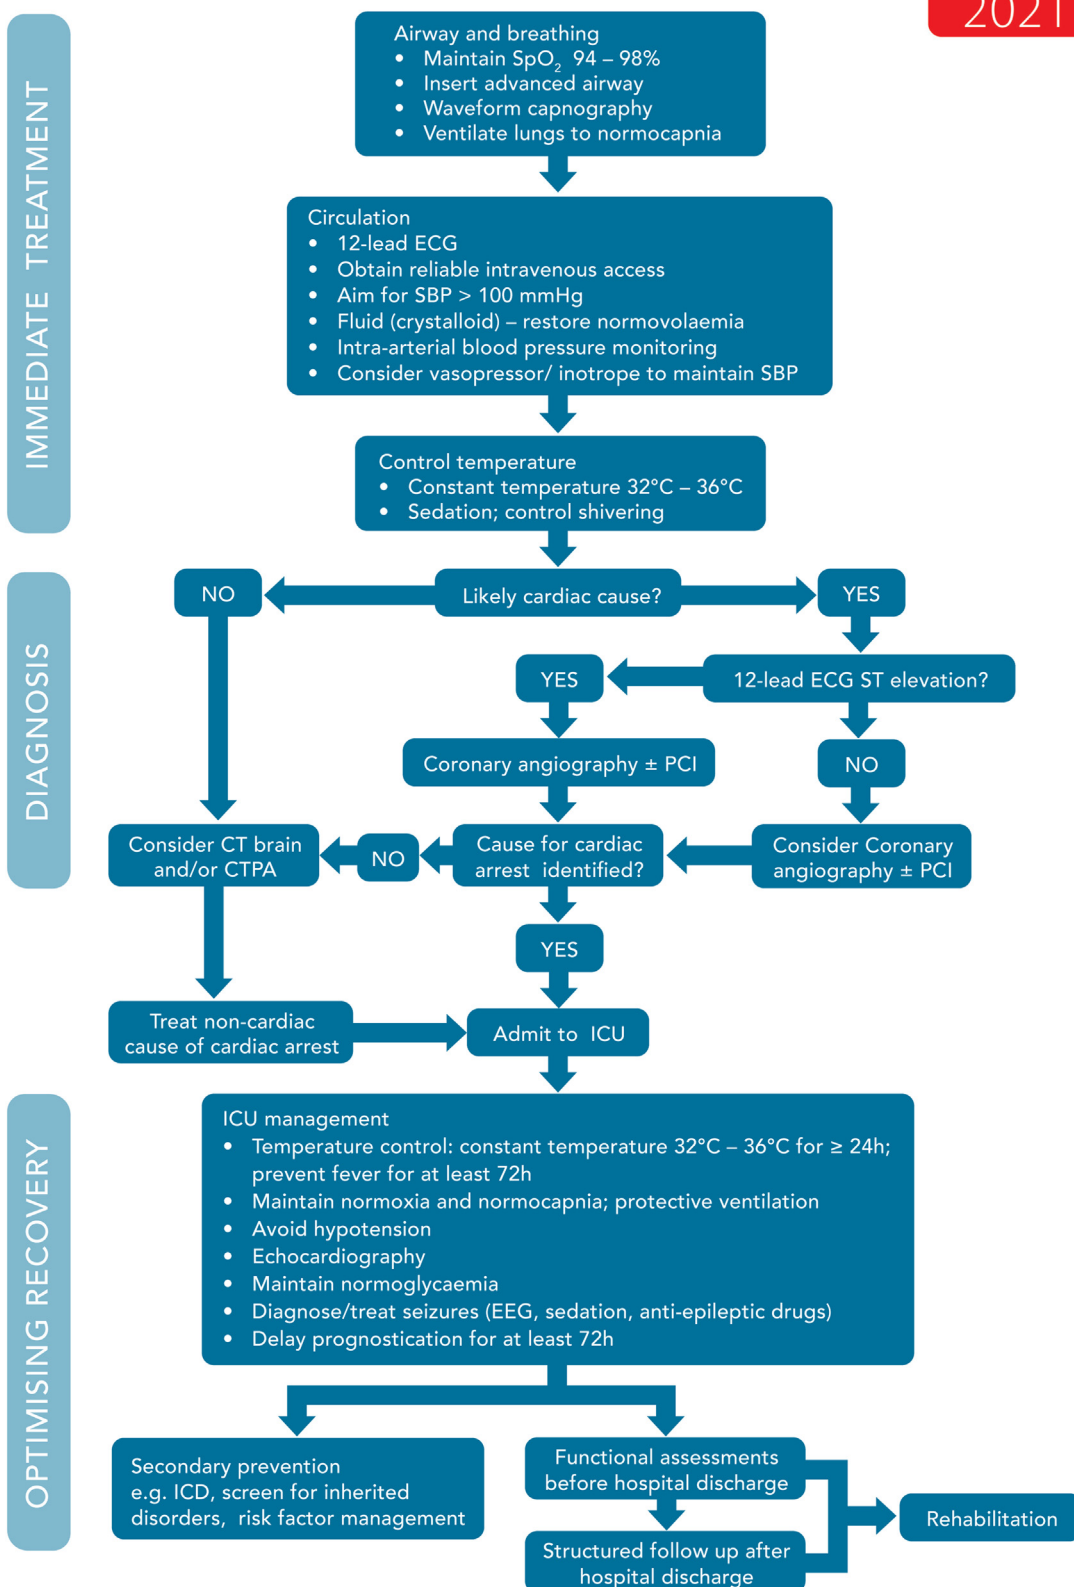 2021
IMMEDIATE TREATMENT
Airway and breathing
• Maintain SpO₂ 94 – 98%
• Insert advanced airway
• Waveform capnography
• Ventilate lungs to normocapnia
Circulation
• 12-lead ECG
• Obtain reliable intravenous access
• Aim for SBP > 100 mmHg
• Fluid (crystalloid) – restore normovolaemia
• Intra-arterial blood pressure monitoring
• Consider vasopressor/ inotrope to maintain SBP
Control temperature
• Constant temperature 32°C – 36°C
• Sedation; control shivering
DIAGNOSIS
NO
Likely cardiac cause?
YES
YES
12-lead ECG ST elevation?
Coronary angiography ± PCI
NO
Consider CT brain
and/or CTPA
NO
Cause for cardiac
arrest identified?
Consider Coronary
angiography ± PCI
YES
Treat non-cardiac
cause of cardiac arrest
Admit to ICU
OPTIMISING RECOVERY
ICU management
• Temperature control: constant temperature 32°C – 36°C for ≥ 24h;
prevent fever for at least 72h
• Maintain normoxia and normocapnia; protective ventilation
• Avoid hypotension
• Echocardiography
• Maintain normoglycaemia
• Diagnose/treat seizures (EEG, sedation, anti-epileptic drugs)
• Delay prognostication for at least 72h
Secondary prevention
e.g. ICD, screen for inherited
disorders, risk factor management
Functional assessments
before hospital discharge
Structured follow up after
hospital discharge
Rehabilitation